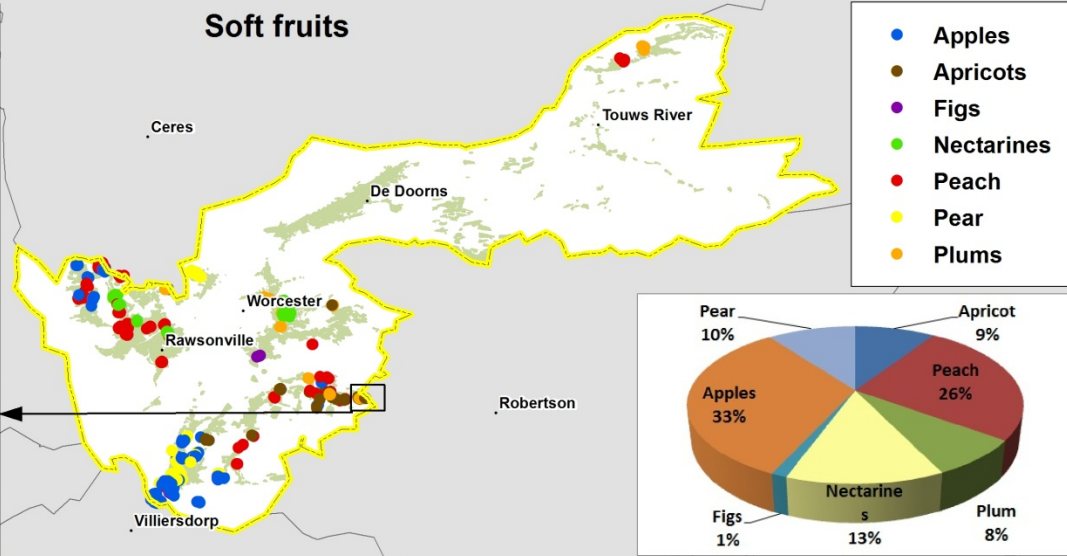 Soft fruits
Ceres
Touws River
De Doorns
Worcester
Rawsonville
Robertson
Villiersdorp
Apples
Apricots
Figs
Nectarines
Peach
Pear
Plums
Pear
10%
Apricot
9%
Apples
33%
Peach
26%
Figs
1%
Nectarine
s
13%
Plum
8%